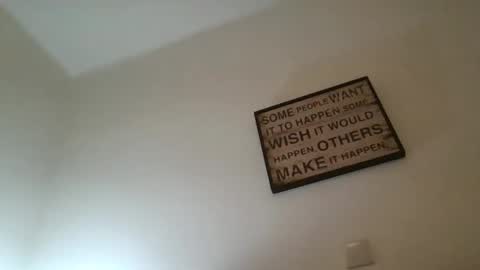 SOME PEOPLE WANT
IT TO HAPPEN, SOME
WISH IT WOULD
HAPPEN, OTHERS
MAKE IT HAPPEN